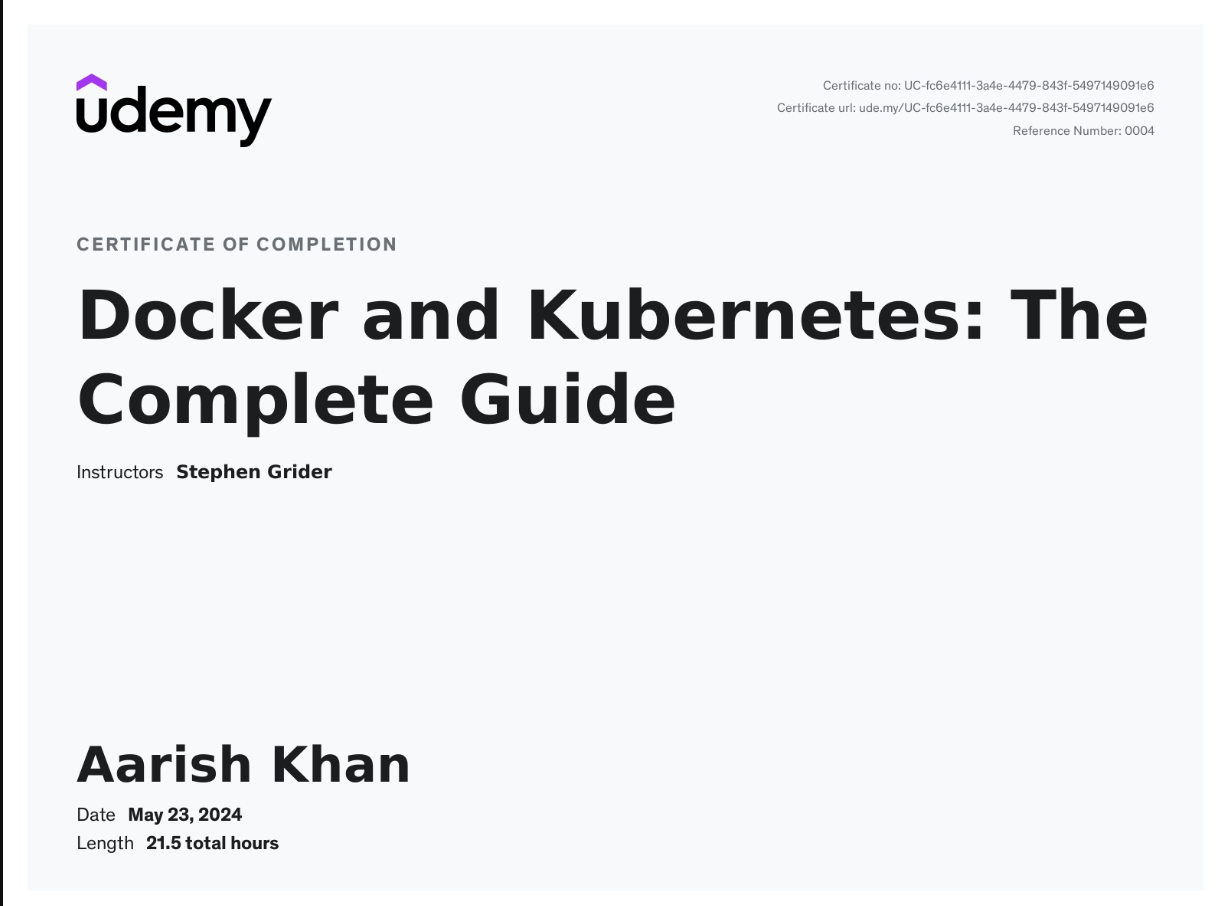 udemy
Certificate no: UC-fc6e4111-3a4e-4479-843f-5497149091e6
Certificate url: ude.my/UC-fc6e4111-3a4e-4479-843f-5497149091e6
Reference Number: 0004
CERTIFICATE OF COMPLETION
Docker and Kubernetes: The
Complete Guide
Instructors Stephen Grider
Aarish Khan
Date May 23, 2024
Length 21.5 total hours